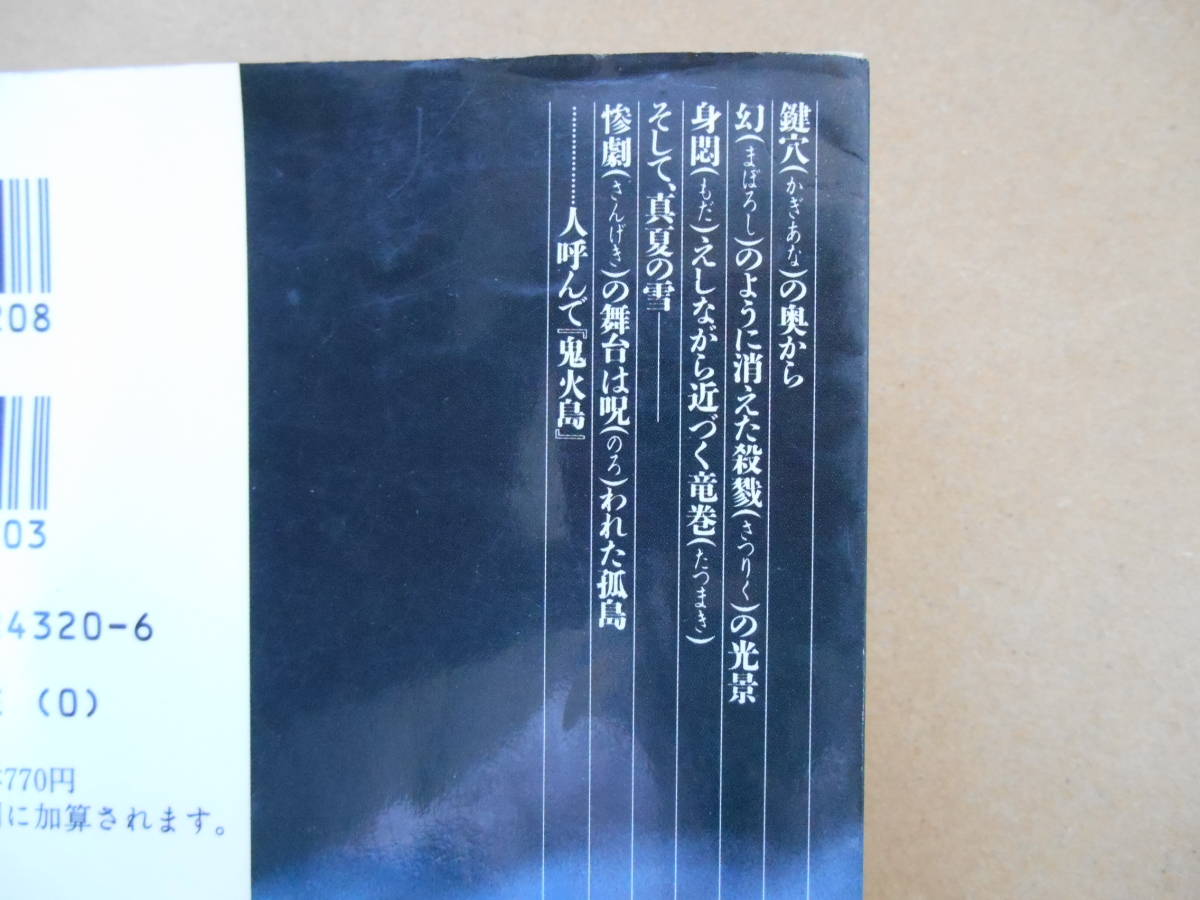 鍵穴(かぎあな)の奥から
幻(まぼろし)のように消えた殺戮(さつりく)の光景
身悶(もだ)えしながら近づく竜巻(たつまき)
そして、真夏の雪――
惨劇(さんげき)の舞台は呪(のろ)われた孤島
………………人呼んで『鬼火島』
208
03
4320-6
(0)
770円
に加算されます。